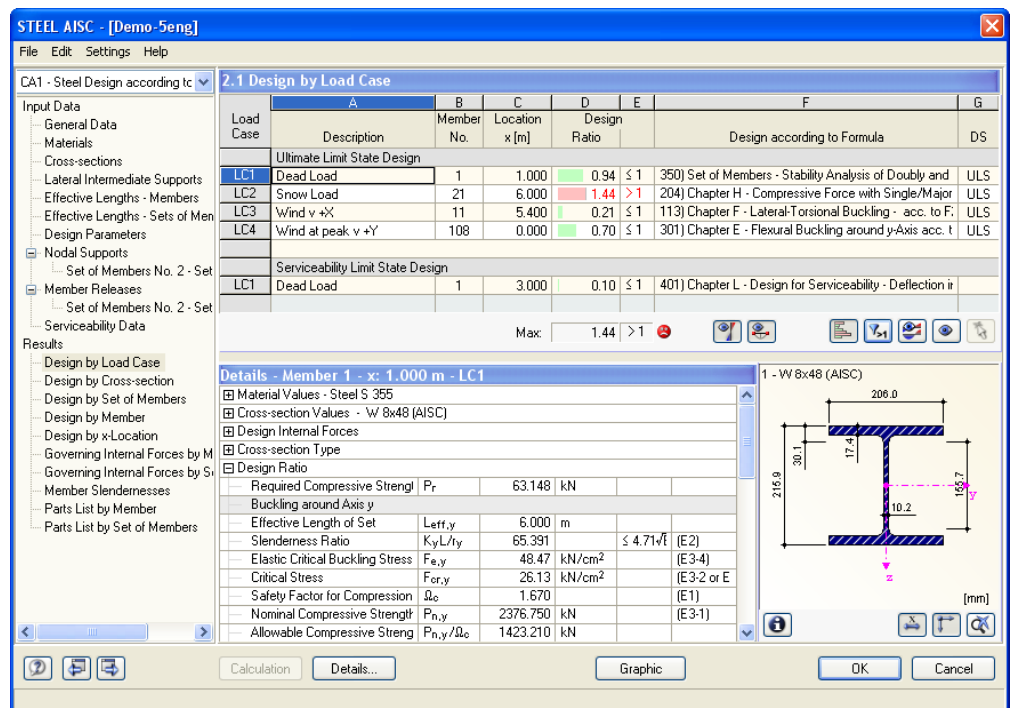 STEEL AISC - [Demo-5eng]
File Edit Settings Help
CA1 - Steel Design according tc
Input Data
General Data
Materials
Cross-sections
Lateral Intermediate Supports
Effective Lengths - Members
Effective Lengths - Sets of Men
Design Parameters
Nodal Supports
Set of Members No. 2 - Set
Member Releases
Set of Members No. 2 - Set
Serviceability Data
Results
Design by Load Case
Design by Cross-section
Design by Set of Members
Design by Member
Design by x-Location
Governing Internal Forces by M
Governing Internal Forces by S
Member Slendernesses
Parts List by Member
Parts List by Set of Members
2.1 Design by Load Case
A B C D E F G
Load Member Location Design
Case Description No. x [m] Ratio Design according to Formula DS
Ultimate Limit State Design
LC1 Dead Load 1 1.000 0.94 ≤ 1 350) Set of Members - Stability Analysis of Doubly and ULS
LC2 Snow Load 21 6.000 1.44 > 1 204) Chapter H - Compressive Force with Single/Major ULS
LC3 Wind v +X 11 5.400 0.21 ≤ 1 113) Chapter F - Lateral-Torsional Buckling - acc. to F ULS
LC4 Wind at peak v +Y 108 0.000 0.70 ≤ 1 301) Chapter E - Flexural Buckling around y-Axis acc. t ULS
Serviceability Limit State Design
LC1 Dead Load 1 3.000 0.10 ≤ 1 401) Chapter L - Design for Serviceability - Deflection ir
Max: 1.44 > 1
Details - Member 1 - x: 1.000 m - LC1
Material Values - Steel S 355
Cross-section Values - W 8x48 (AISC)
Design Internal Forces
Cross-section Type
Design Ratio
Required Compressive Strengt Pr 63.148 kN
Buckling around Axis y
Effective Length of Set Leff,y 6.000 m
Slenderness Ratio KyL/ry 65.391 ≤ 4.71√E (E2)
Elastic Critical Buckling Stress Fe,y 48.47 kN/cm² (E3-4)
Critical Stress Fcr,y 26.13 kN/cm² (E3-2 or E
Safety Factor for Compression Ωc 1.670 (E1)
Nominal Compressive Strength Pn,y 2376.750 kN (E3-1)
Allowable Compressive Streng Pn,y/Ωc 1423.210 kN
1 - W 8x48 (AISC)
206.0
30.1
17.4
215.9
155.7
y
10.2
z
[mm]
Calculation Details... Graphic OK Cancel